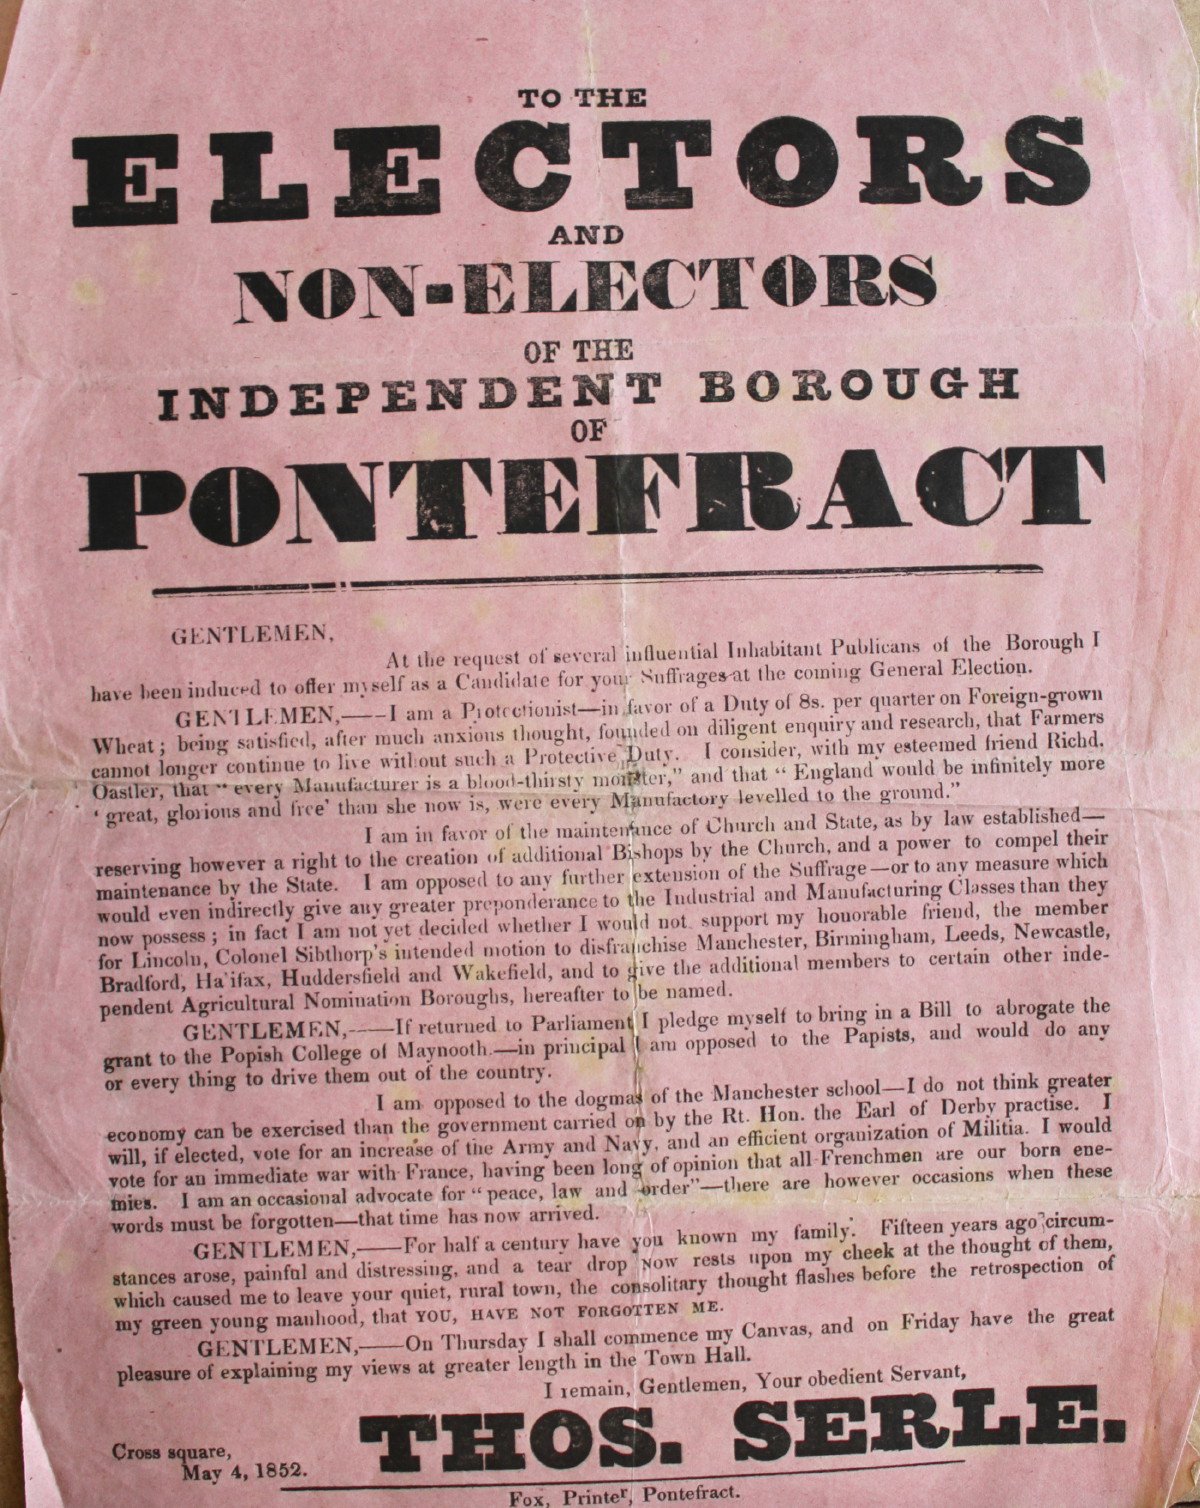 TO THE
ELECTORS
AND
NON-ELECTORS
OF THE
INDEPENDENT BOROUGH
OF
PONTEFRACT
GENTLEMEN,
At the request of several influential Inhabitant Publicans of the Borough I
have been induced to offer myself as a Candidate for your Suffrages at the coming General Election.
GENTLEMEN,——I am a Protectionist—in favor of a Duty of 8s. per quarter on Foreign-grown
Wheat; being satisfied, after much anxious thought, founded on diligent enquiry and research, that Farmers
cannot longer continue to live without such a Protective Duty. I consider, with my esteemed friend Richd.
Oastler, that "every Manufacturer is a blood-thirsty monster," and that "England would be infinitely more
'great, glorious and free' than she now is, were every Manufactory levelled to the ground."
I am in favor of the maintenance of Church and State, as by law established—
reserving however a right to the creation of additional Bishops by the Church, and a power to compel their
maintenance by the State. I am opposed to any further extension of the Suffrage—or to any measure which
would even indirectly give any greater preponderance to the Industrial and Manufacturing Classes than they
now possess; in fact I am not yet decided whether I would not support my honorable friend, the member
for Lincoln, Colonel Sibthorp's intended motion to disfranchise Manchester, Birmingham, Leeds, Newcastle,
Bradford, Halifax, Huddersfield and Wakefield, and to give the additional members to certain other inde-
pendent Agricultural Nomination Boroughs, hereafter to be named.
GENTLEMEN,——If returned to Parliament I pledge myself to bring in a Bill to abrogate the
grant to the Popish College of Maynooth.—in principal I am opposed to the Papists, and would do any
or every thing to drive them out of the country.
I am opposed to the dogmas of the Manchester school—I do not think greater
economy can be exercised than the government carried on by the Rt. Hon. the Earl of Derby practise. I
will, if elected, vote for an increase of the Army and Navy, and an efficient organization of Militia. I would
vote for an immediate war with France, having been long of opinion that all Frenchmen are our born ene-
mies. I am an occasional advocate for "peace, law and order"—there are however occasions when these
words must be forgotten—that time has now arrived.
GENTLEMEN,——For half a century have you known my family. Fifteen years ago circum-
stances arose, painful and distressing, and a tear drop now rests upon my cheek at the thought of them,
which caused me to leave your quiet, rural town, the consolitary thought flashes before the retrospection of
my green young manhood, that YOU, HAVE NOT FORGOTTEN ME.
GENTLEMEN,——On Thursday I shall commence my Canvas, and on Friday have the great
pleasure of explaining my views at greater length in the Town Hall.
I remain, Gentlemen, Your obedient Servant,
THOS. SERLE.
Cross square,
May 4, 1852.
Fox, Printer, Pontefract.